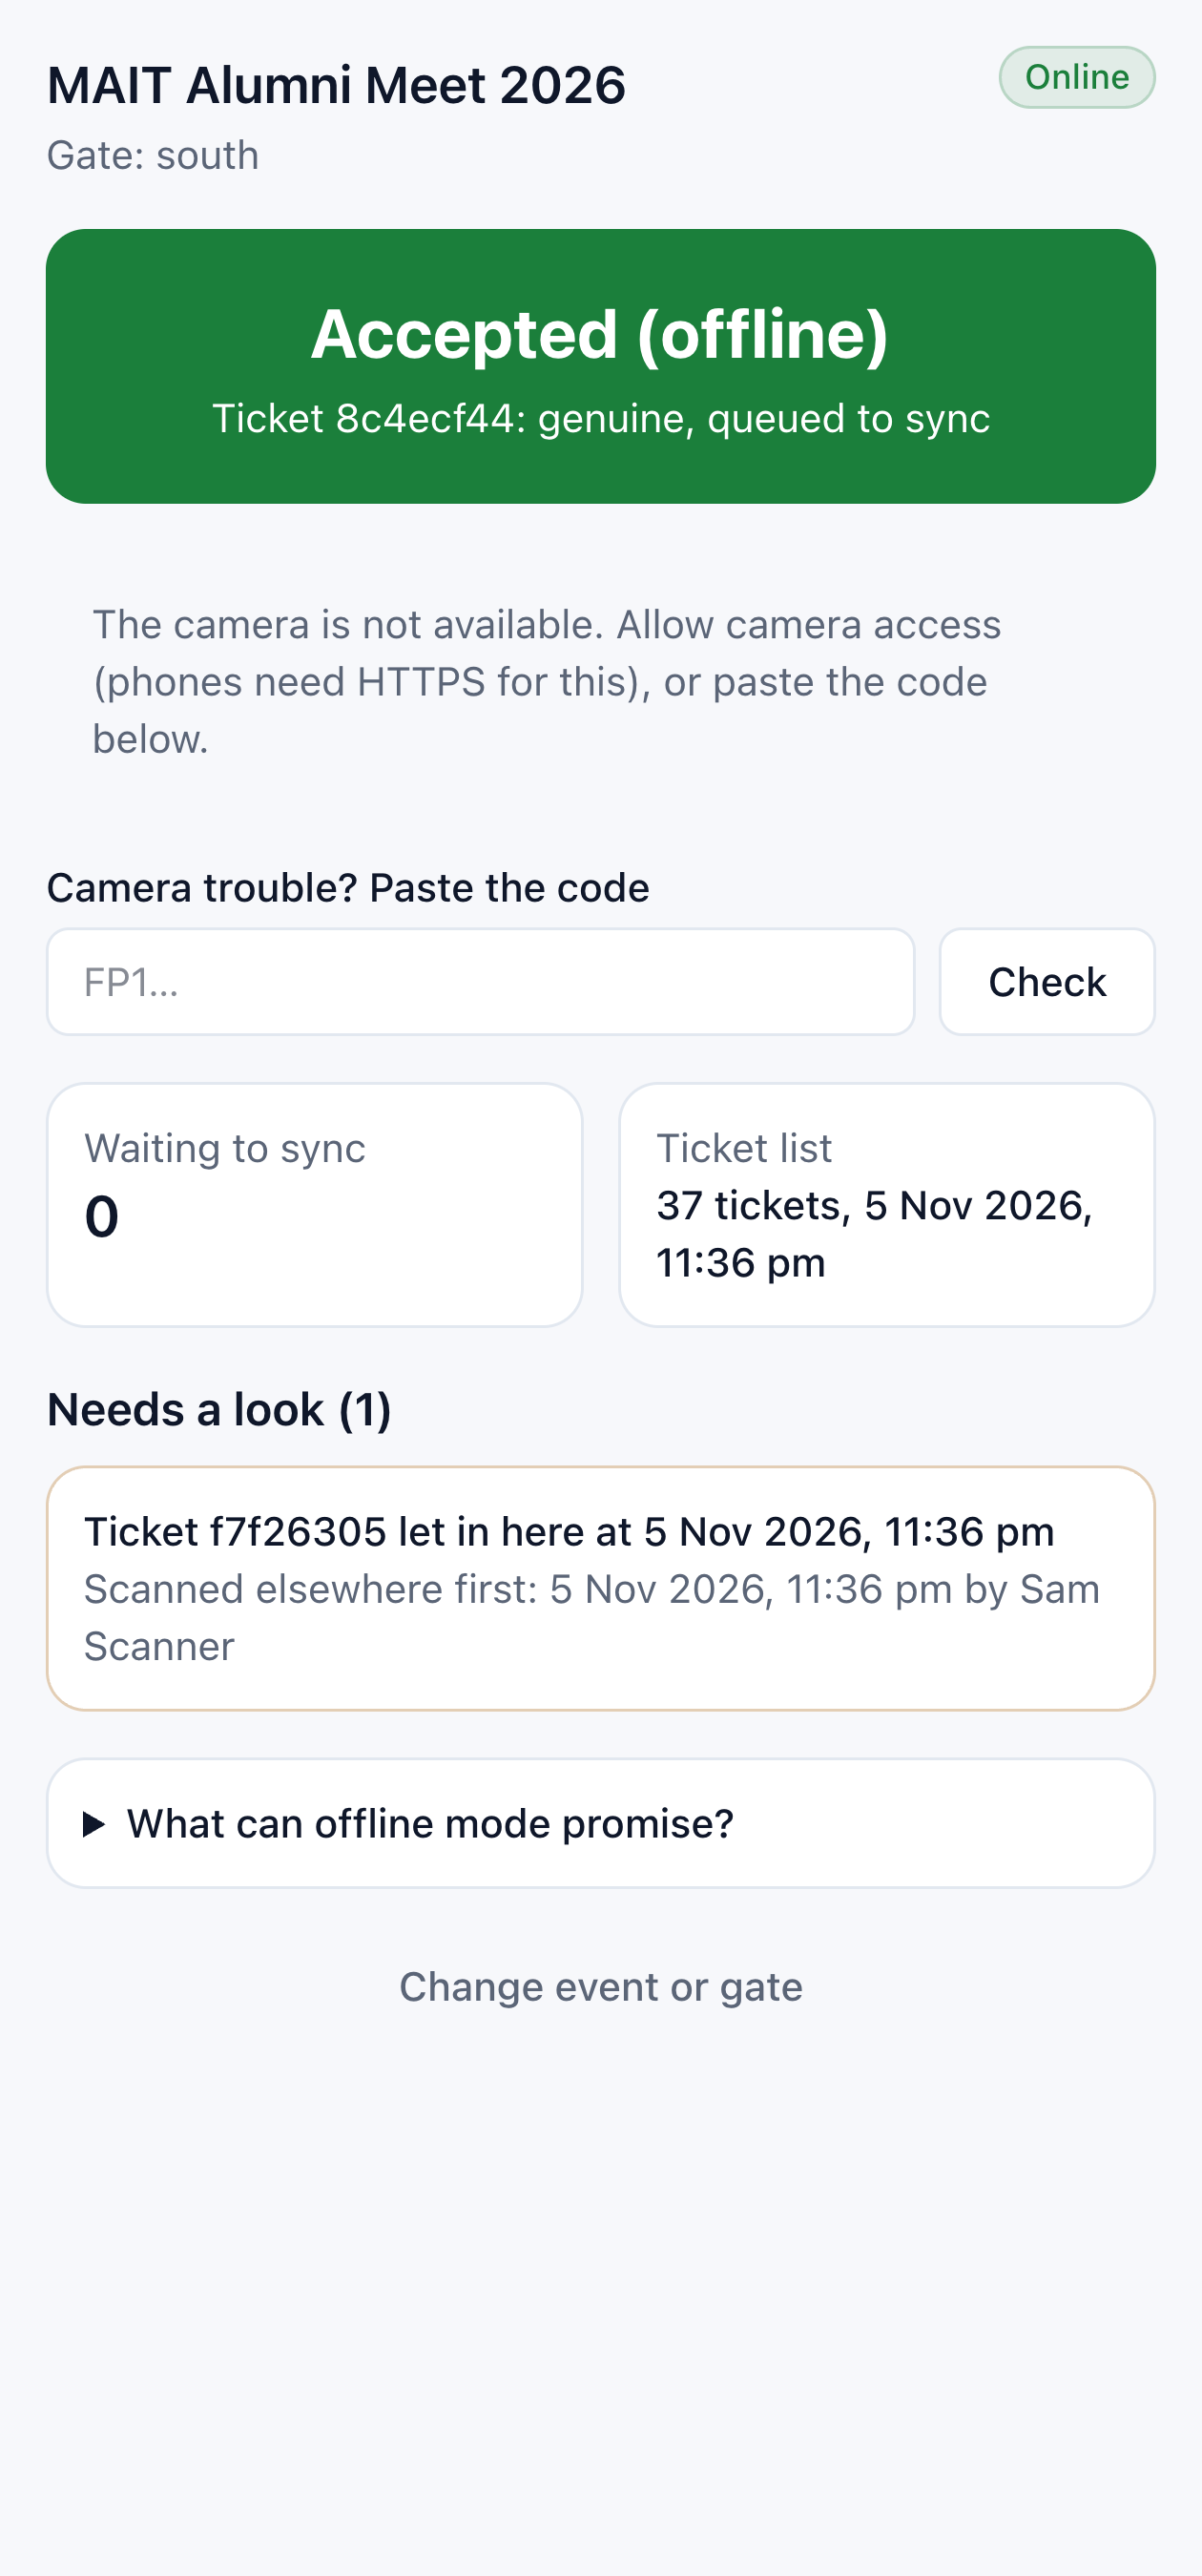 MAIT Alumni Meet 2026
Online
Gate: south
Accepted (offline)
Ticket 8c4ecf44: genuine, queued to sync
The camera is not available. Allow camera access
(phones need HTTPS for this), or paste the code
below.
Camera trouble? Paste the code
FP1...
Check
Waiting to sync
0
Ticket list
37 tickets, 5 Nov 2026,
11:36 pm
Needs a look (1)
Ticket f7f26305 let in here at 5 Nov 2026, 11:36 pm
Scanned elsewhere first: 5 Nov 2026, 11:36 pm by Sam
Scanner
What can offline mode promise?
Change event or gate